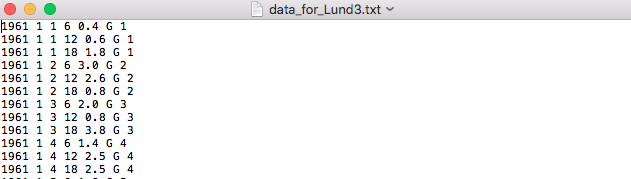 data_for_Lund3.txt
1961 1 1 6 0.4 G 1
1961 1 1 12 0.6 G 1
1961 1 1 18 1.8 G 1
1961 1 2 6 3.0 G 2
1961 1 2 12 2.6 G 2
1961 1 2 18 0.8 G 2
1961 1 3 6 2.0 G 3
1961 1 3 12 0.8 G 3
1961 1 3 18 3.8 G 3
1961 1 4 6 1.4 G 4
1961 1 4 12 2.5 G 4
1961 1 4 18 2.5 G 4